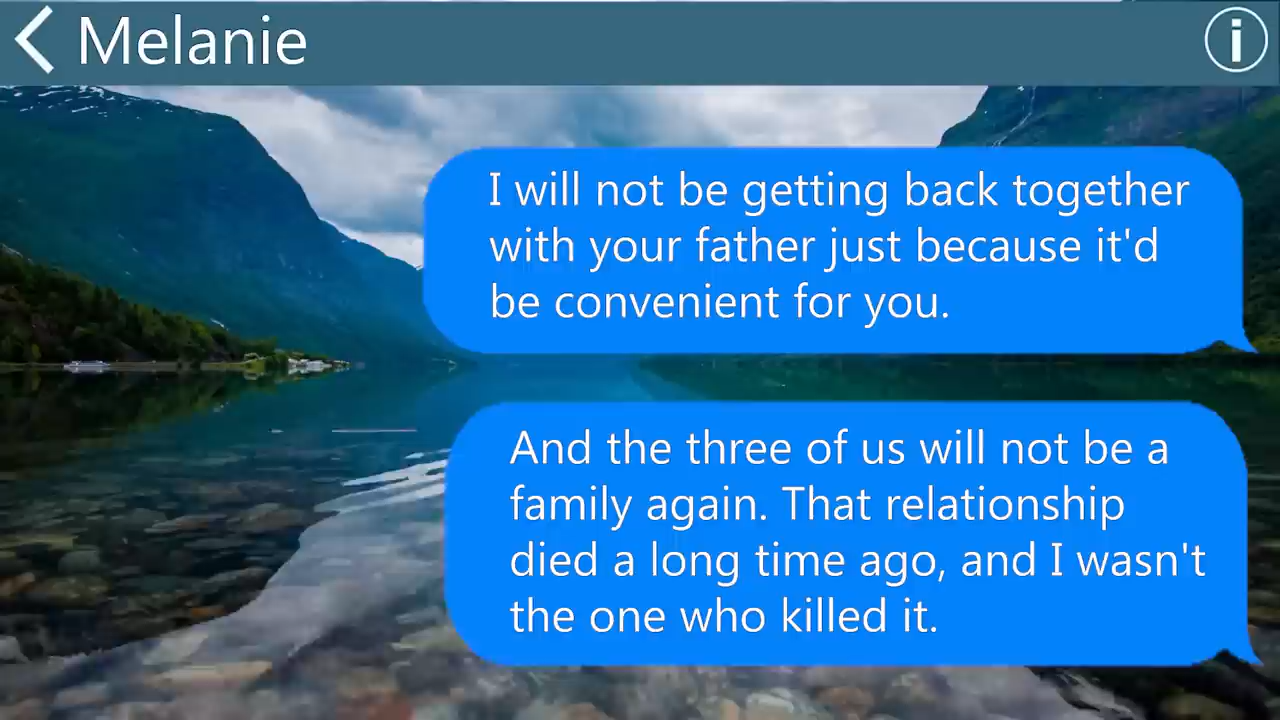 Melanie
I will not be getting back together
with your father just because it'd
be convenient for you.
And the three of us will not be a
family again. That relationship
died a long time ago, and I wasn't
the one who killed it.